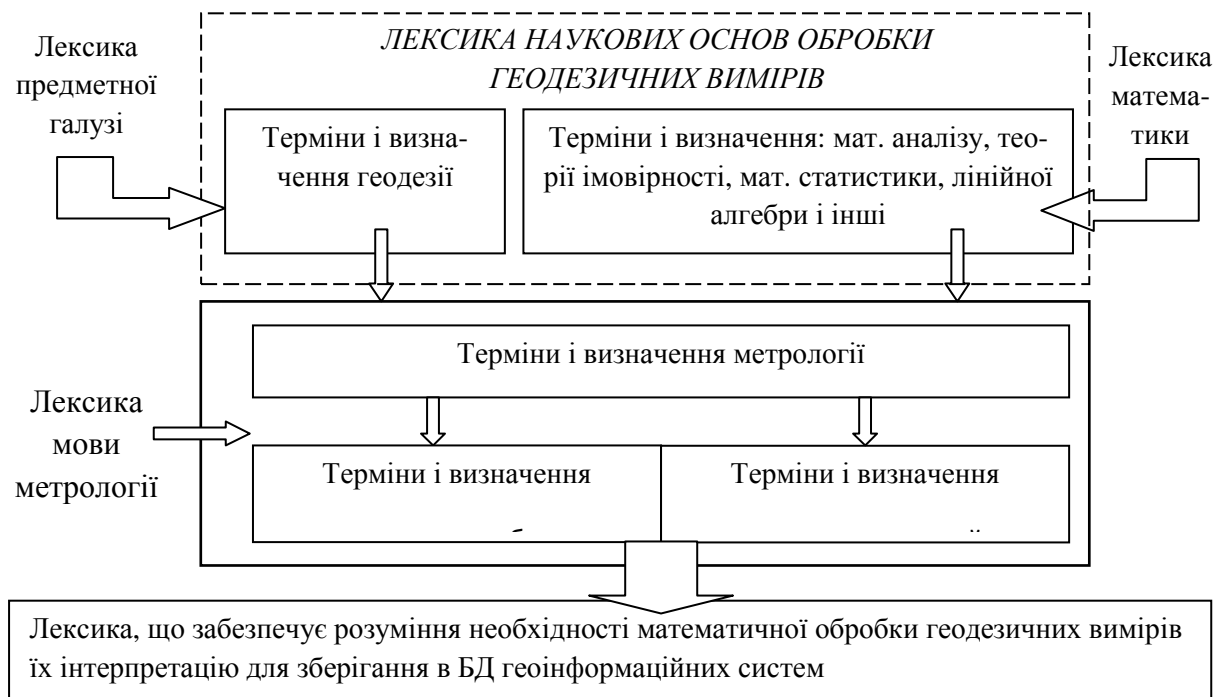 ЛЕКСИКА НАУКОВИХ ОСНОВ ОБРОБКИ
ГЕОДЕЗИЧНИХ ВИМІРІВ
Лексика
предметної
галузі
Терміни і визна-
чення геодезії
Терміни і визначення: мат. аналізу, тео-
рії імовірності, мат. статистики, лінійної
алгебри і інші
Лексика
матема-
тики
Терміни і визначення метрології
Лексика
мови
метрології
Терміни і визначення
Терміни і визначення
Лексика, що забезпечує розуміння необхідності математичної обробки геодезичних вимірів
їх інтерпретацію для зберігання в БД геоінформаційних систем